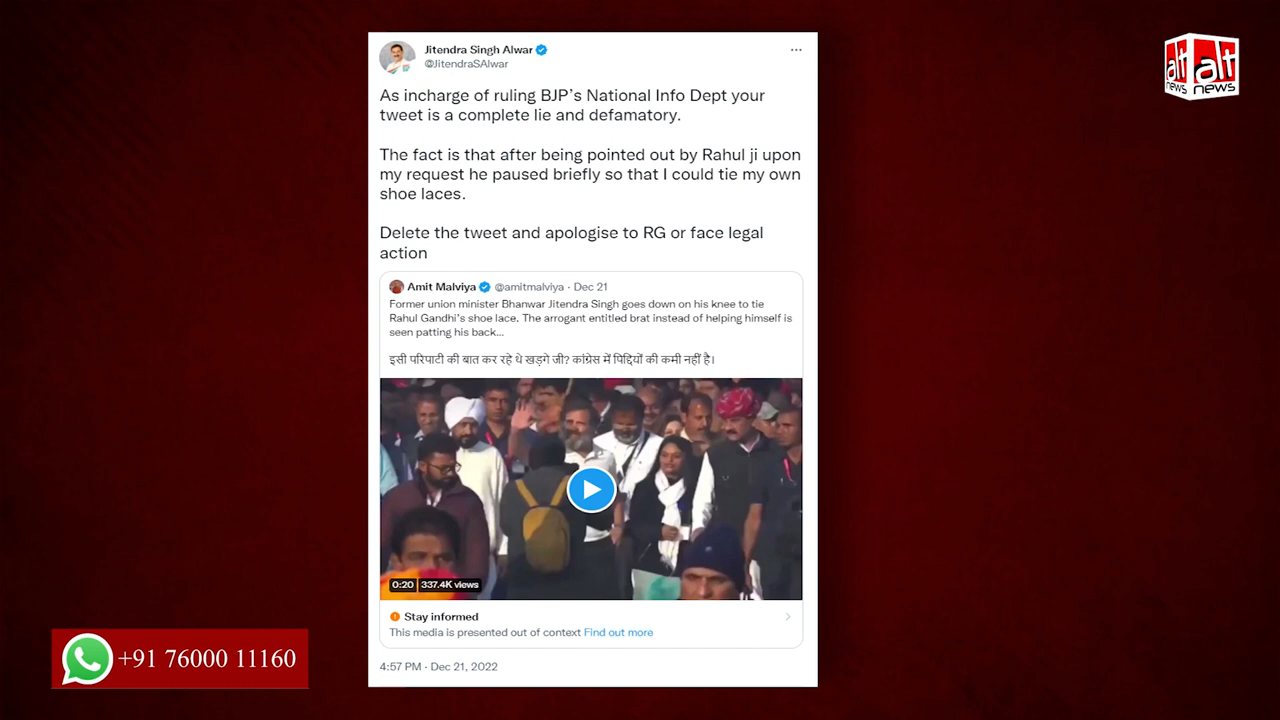 Jitendra Singh Alwar
@JitendraSAlwar
As incharge of ruling BJP’s National Info Dept your
tweet is a complete lie and defamatory.
The fact is that after being pointed out by Rahul ji upon
my request he paused briefly so that I could tie my own
shoe laces.
Delete the tweet and apologise to RG or face legal
action
Amit Malviya @amitmalviya · Dec 21
Former union minister Bhanwar Jitendra Singh goes down on his knee to tie
Rahul Gandhi’s shoe lace. The arrogant entitled brat instead of helping himself is
seen patting his back...
इसी परिपाटी की बात कर रहे थे खड़गे जी? कांग्रेस में पिद्दियों की कमी नहीं है।
0:20 337.4K views
Stay informed
This media is presented out of context Find out more
4:57 PM · Dec 21, 2022
alt news
alt news
+91 76000 11160